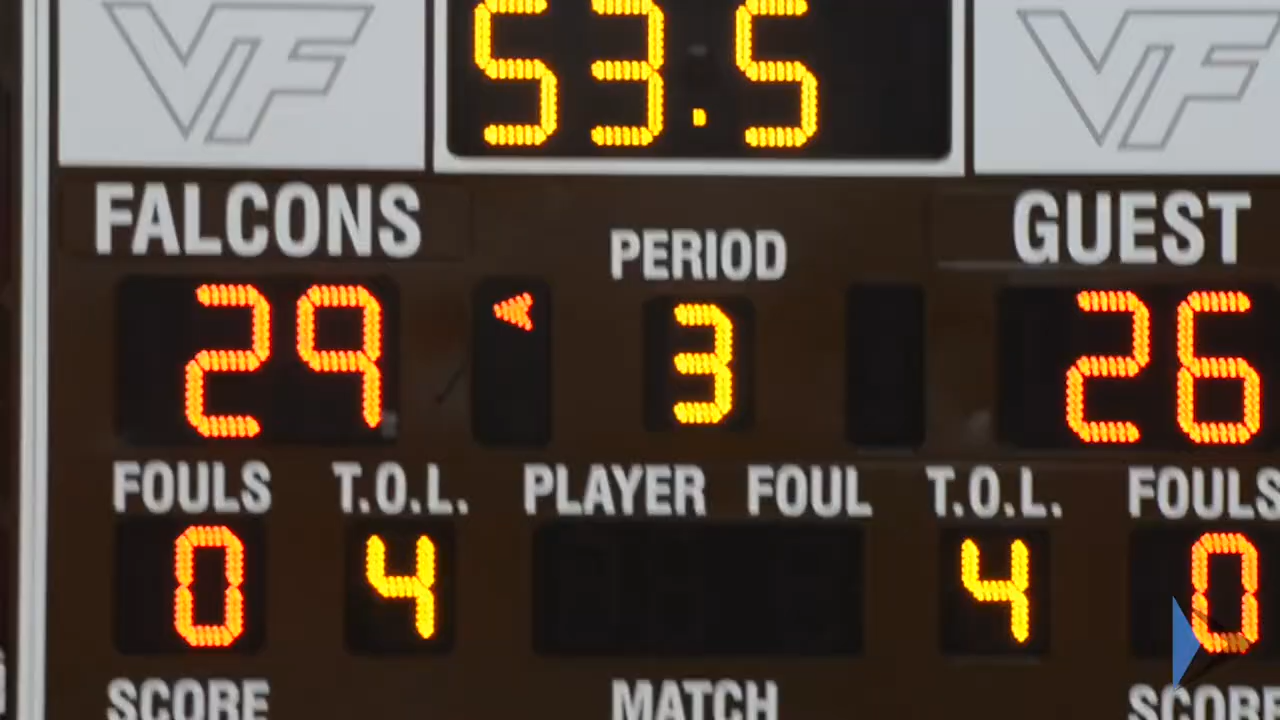 VF 53.5 VF
FALCONS PERIOD GUEST
29 3 26
FOULS T.O.L. PLAYER FOUL T.O.L. FOULS
0 4 4 0
SCORE MATCH SCORE